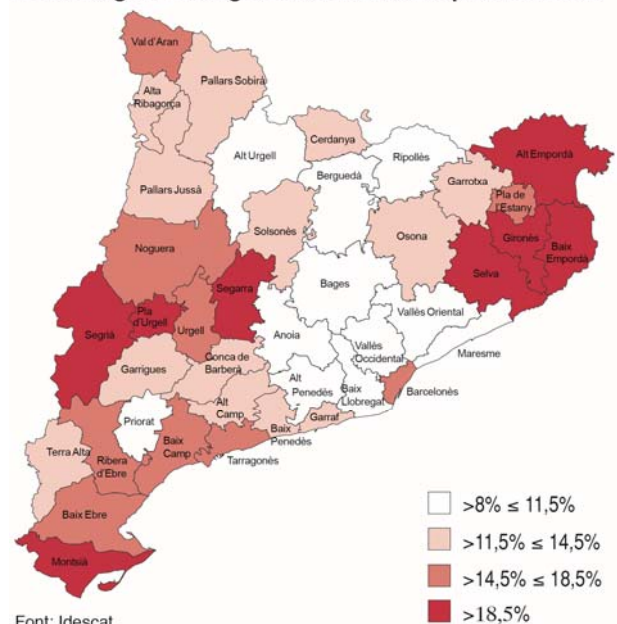 Val d'Aran
Pallars Sobirà
Alta
Ribagorça
Cerdanya
Alt Urgell
Ripollès
Alt Empordà
Berguedà
Garrotxa
Pallars Jussà
Pla de
l'Estany
Solsonès
Osona
Gironès
Noguera
Baix
Empordà
Selva
Segarra
Bages
Pla
d'Urgell
Vallès Oriental
Segrià
Urgell
Anoia
Vallès
Occidental
Maresme
Conca de
Barberà
Garrigues
Alt
Penedès
Baix
Llobregat
Barcelonès
Alt
Camp
Garraf
Priorat
Baix
Penedès
Baix
Camp
Terra Alta
Ribera
d'Ebre
Tarragonès
Baix Ebre
Montsià
>8% ≤ 11,5%
>11,5% ≤ 14,5%
>14,5% ≤ 18,5%
>18,5%
Font: Idescat